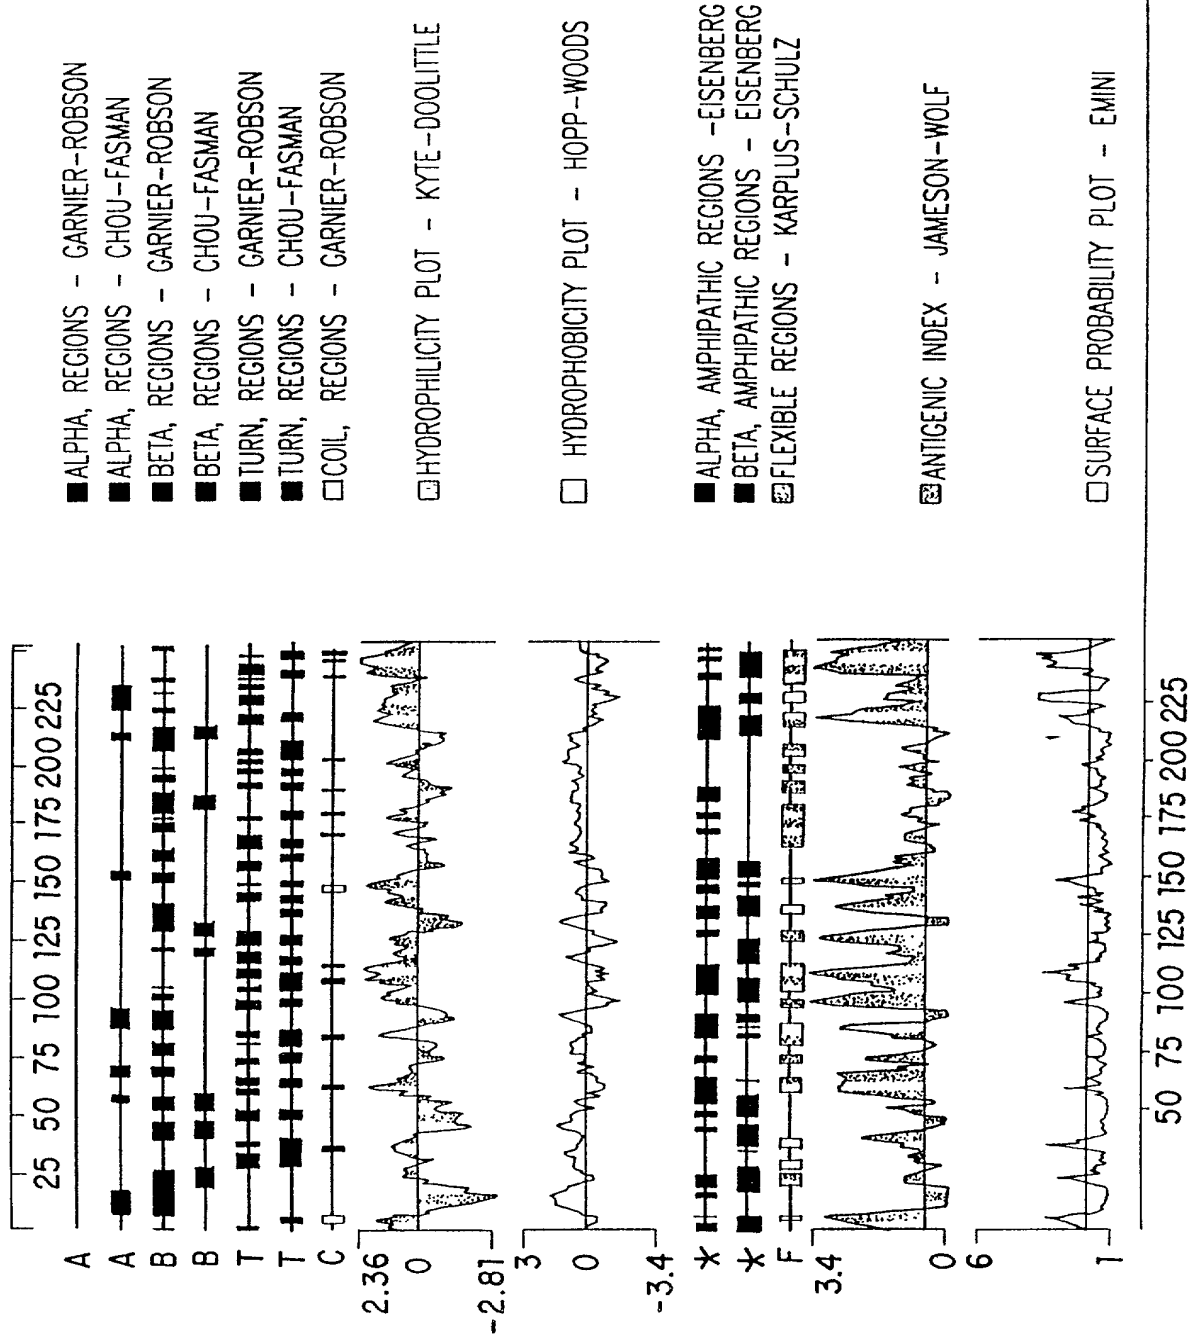 25 50 75 100 125 150 175 200 225
A ALPHA, REGIONS - GARNIER-ROBSON
A ALPHA, REGIONS - CHOU-FASMAN
B BETA, REGIONS - GARNIER-ROBSON
B BETA, REGIONS - CHOU-FASMAN
T TURN, REGIONS - GARNIER-ROBSON
T TURN, REGIONS - CHOU-FASMAN
C COIL, REGIONS - GARNIER-ROBSON
2.36
0 HYDROPHILICITY PLOT - KYTE-DOOLITTLE
-2.81
3
0 HYDROPHOBICITY PLOT - HOPP-WOODS
-3.4
* ALPHA, AMPHIPATHIC REGIONS -EISENBERG
* BETA, AMPHIPATHIC REGIONS - EISENBERG
F FLEXIBLE REGIONS - KARPLUS-SCHULZ
3.4
ANTIGENIC INDEX - JAMESON-WOLF
0
6
SURFACE PROBABILITY PLOT - EMINI
1
50 75 100 125 150 175 200 225